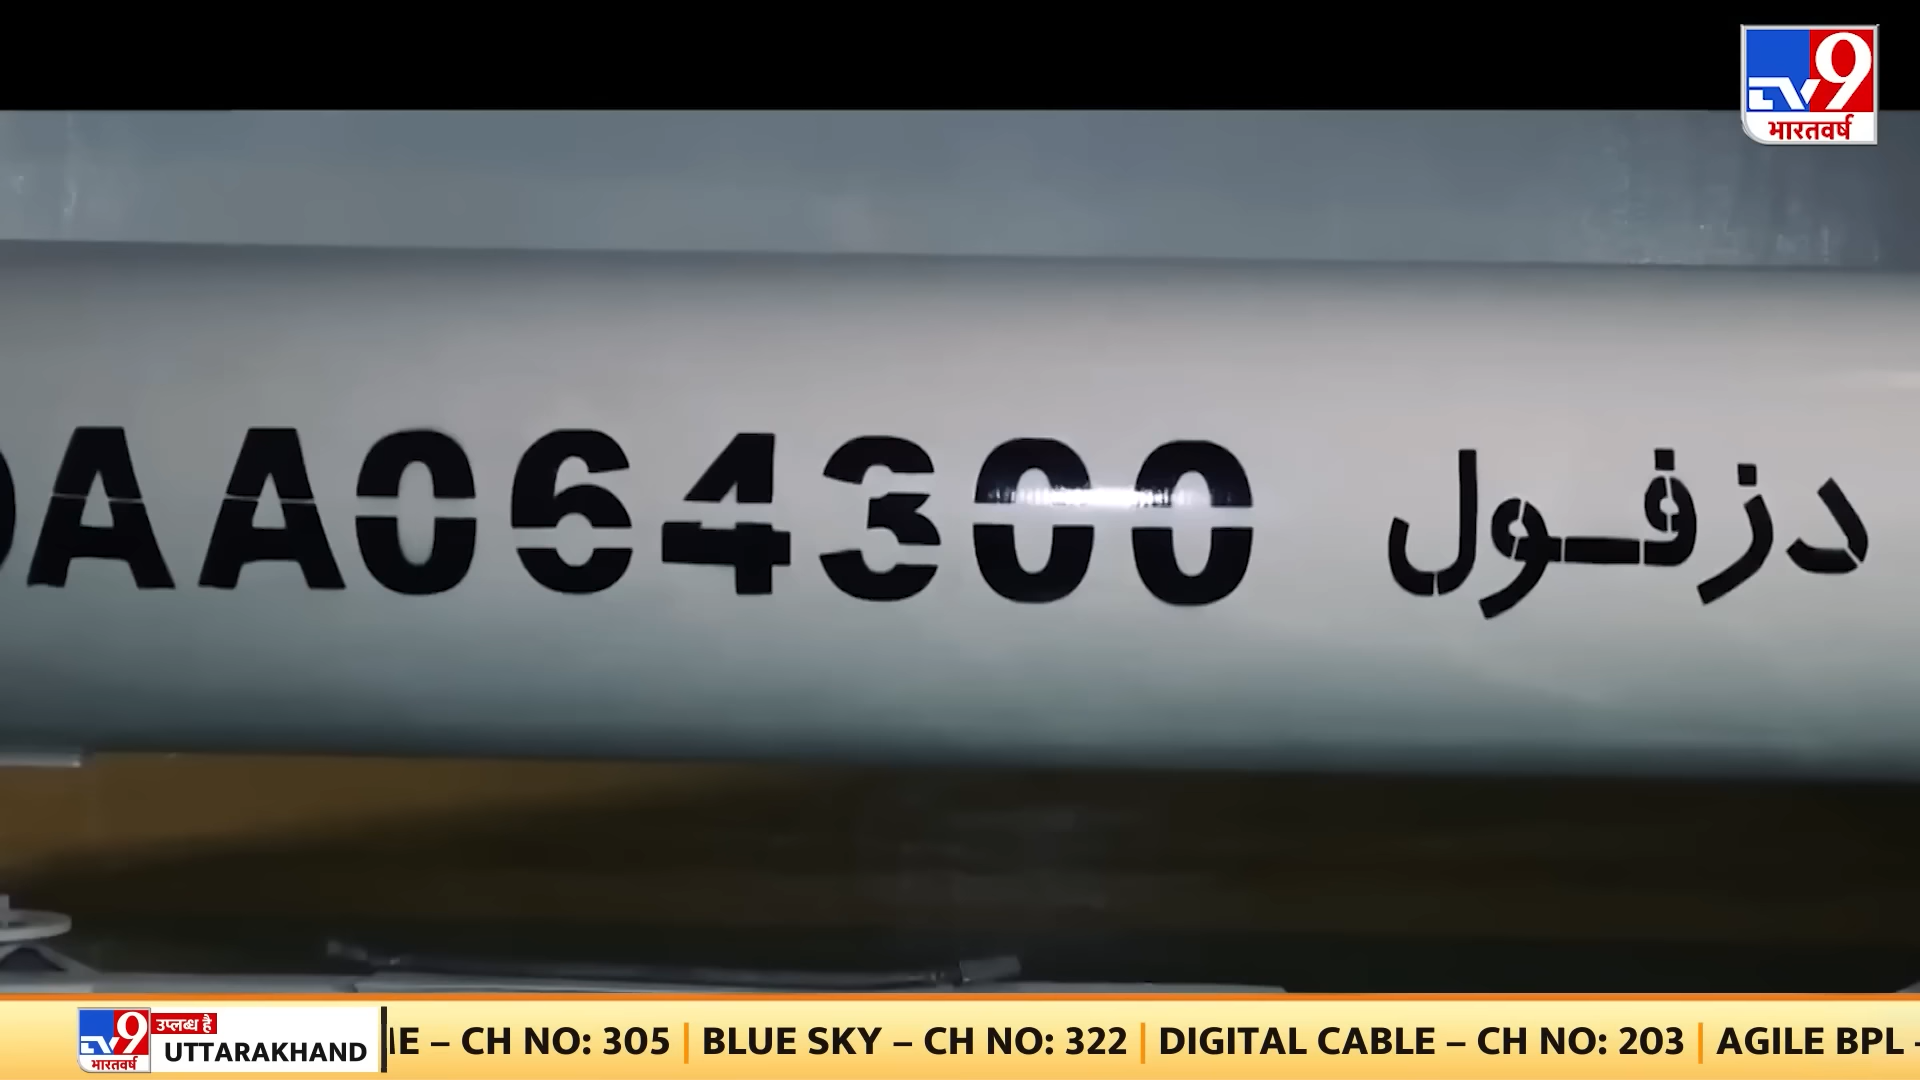 TV9
भारतवर्ष
AA064300 دزفول
TV9
भारतवर्ष
उपलब्ध है
UTTARAKHAND
– CH NO: 305 | BLUE SKY – CH NO: 322 | DIGITAL CABLE – CH NO: 203 | AGILE BPL –